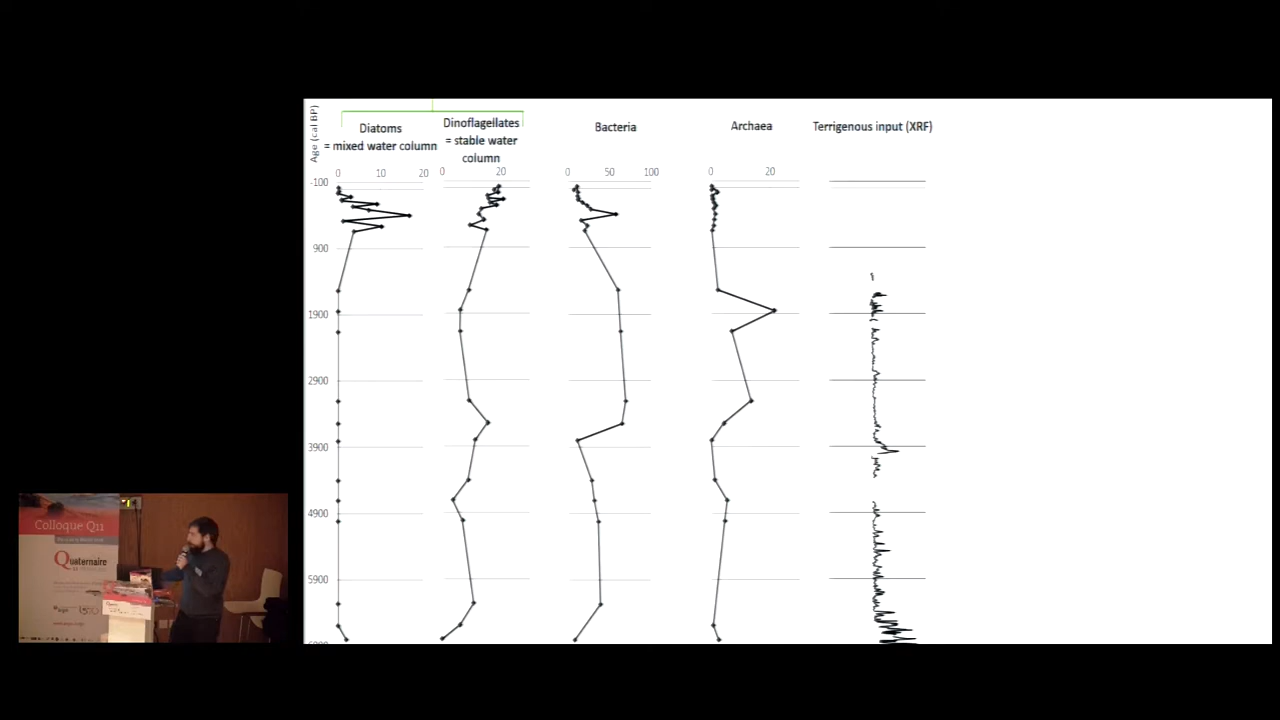 Age (cal BP)
Diatoms
= mixed water column
Dinoflagellates
= stable water
column
Bacteria
Archaea
Terrigenous input (XRF)
0 10 20
0 20
0 50 100
0 20
-100
900
1900
2900
3900
4900
5900
Colloque Q11
Quaternaire